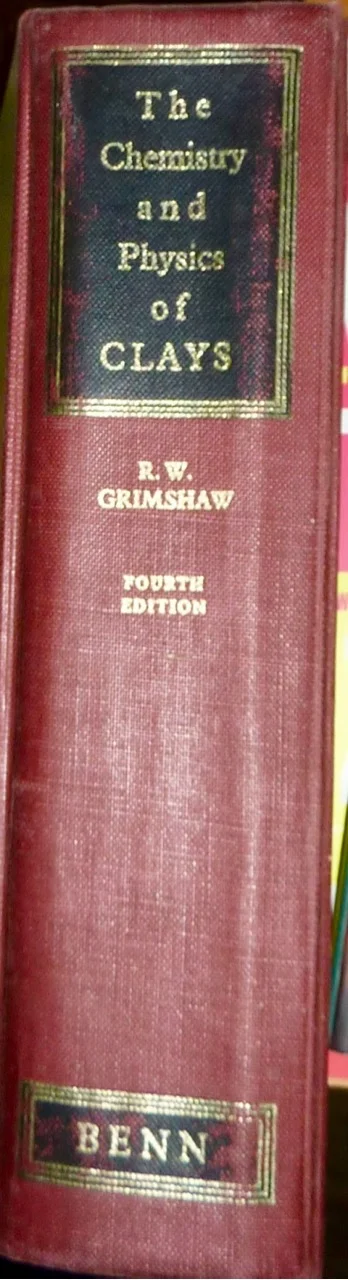 The
Chemistry
and
Physics
of
CLAYS
R. W.
GRIMSHAW
FOURTH
EDITION
BENN